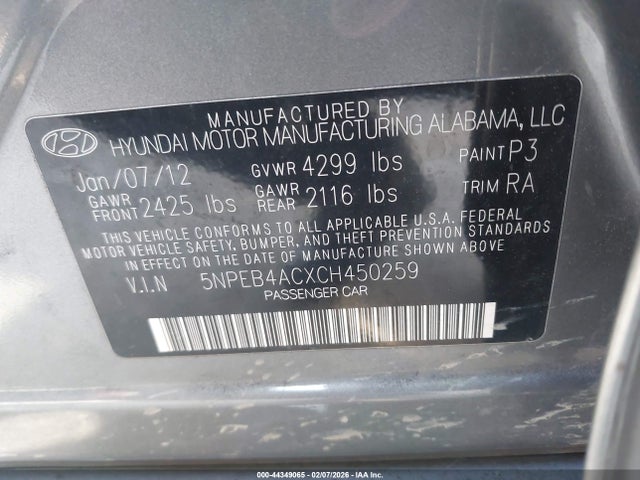 MANUFACTURED BY
HYUNDAI MOTOR MANUFACTURING ALABAMA, LLC
Jan/07/12 GVWR 4299 lbs PAINT P3
GAWR FRONT 2425 lbs GAWR REAR 2116 lbs TRIM RA
THIS VEHICLE CONFORMS TO ALL APPLICABLE U.S.A. FEDERAL
MOTOR VEHICLE SAFETY, BUMPER, AND THEFT PREVENTION STANDARDS
IN EFFECT ON THE DATE OF MANUFACTURE SHOWN ABOVE
V.I.N 5NPEB4ACXCH450259
PASSENGER CAR
000-44349065 - 02/07/2026 - IAA Inc. Copyright